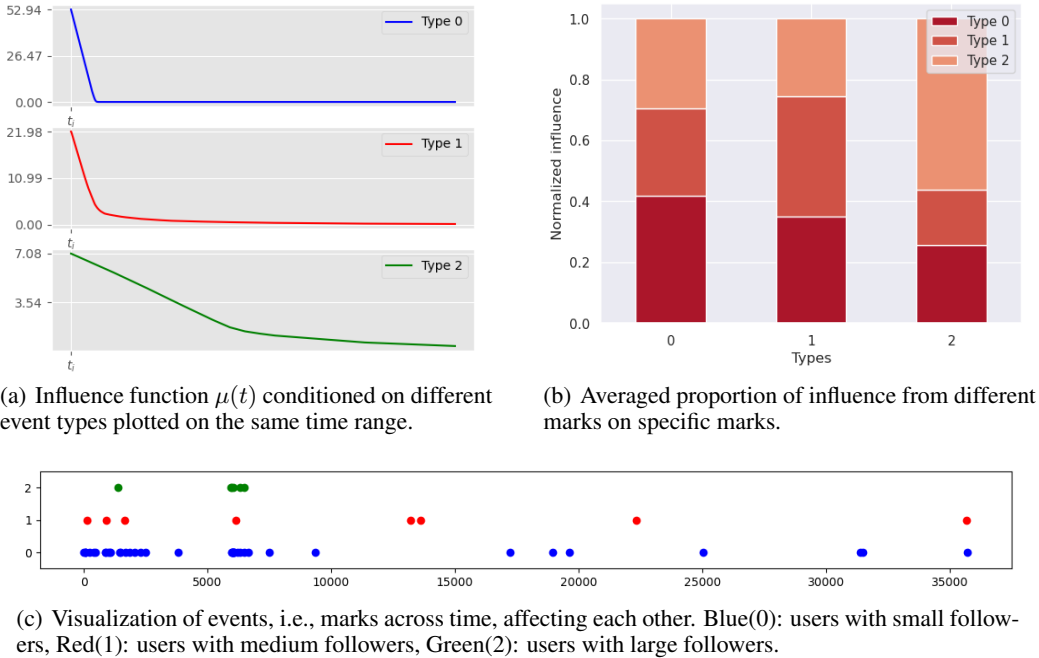 52.94
26.47
0.00
Type 0
t_i
21.98
10.99
0.00
Type 1
t_i
7.08
3.54
Type 2
t_i
1.0
0.8
0.6
0.4
0.2
0.0
Normalized influence
Type 0
Type 1
Type 2
0 1 2
Types
(a) Influence function μ(t) conditioned on different
event types plotted on the same time range.
(b) Averaged proportion of influence from different
marks on specific marks.
2
1
0
0 5000 10000 15000 20000 25000 30000 35000
(c) Visualization of events, i.e., marks across time, affecting each other. Blue(0): users with small follow-
ers, Red(1): users with medium followers, Green(2): users with large followers.